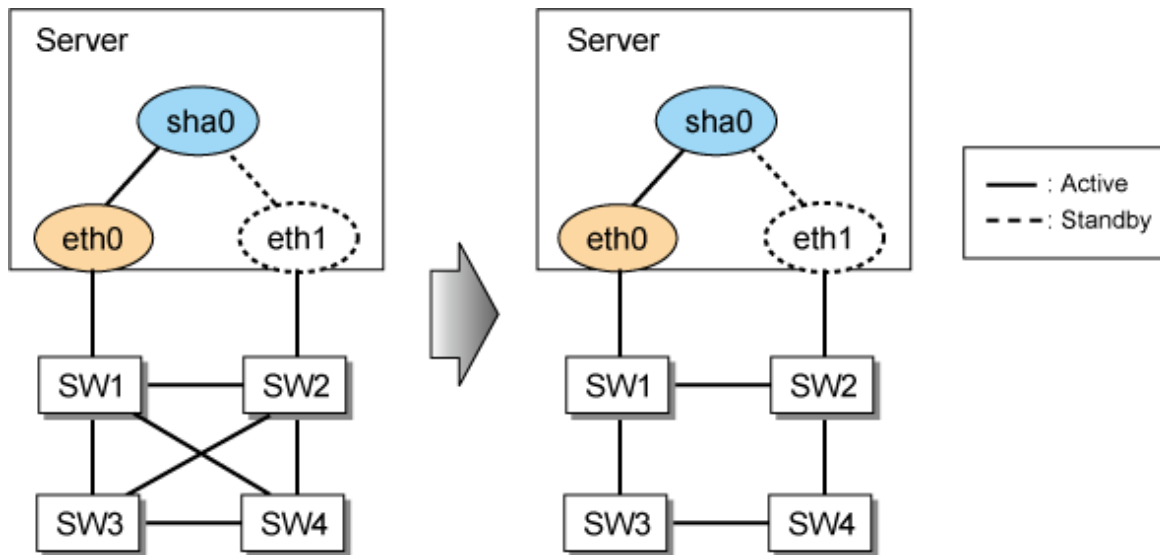 Server
sha0
eth0
eth1
SW1
SW2
SW3
SW4
Server
sha0
eth0
eth1
SW1
SW2
SW3
SW4
: Active
: Standby